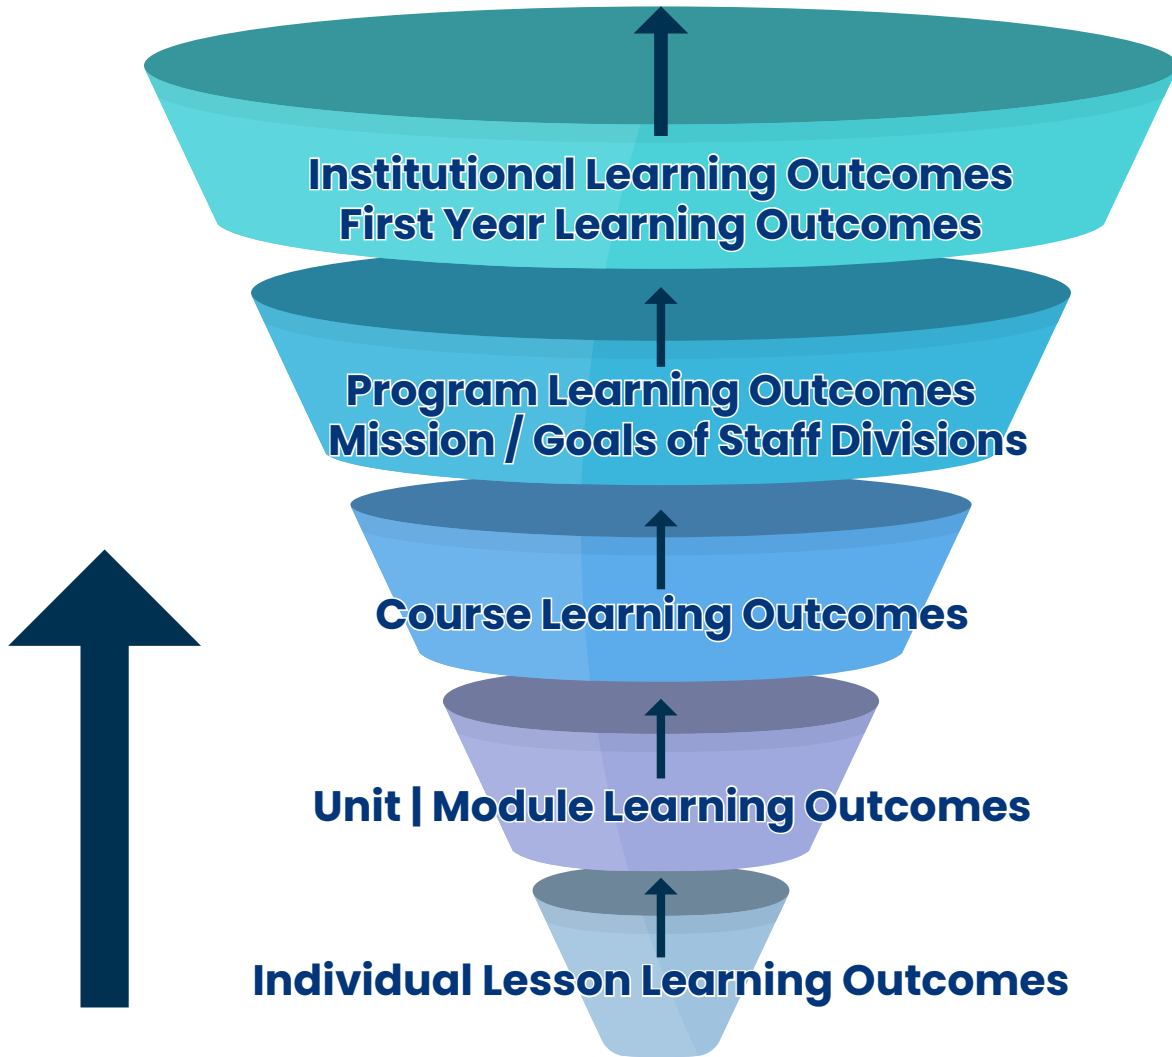 Institutional Learning Outcomes
First Year Learning Outcomes
Program Learning Outcomes
Mission / Goals of Staff Divisions
Course Learning Outcomes
Unit | Module Learning Outcomes
Individual Lesson Learning Outcomes